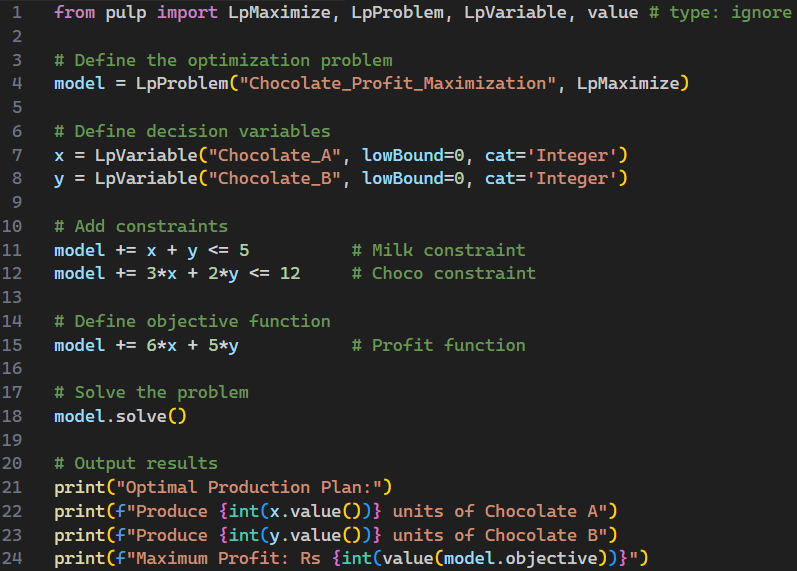 1 from pulp import LpMaximize, LpProblem, LpVariable, value # type: ignore
2
3 # Define the optimization problem
4 model = LpProblem("Chocolate_Profit_Maximization", LpMaximize)
5
6 # Define decision variables
7 x = LpVariable("Chocolate_A", lowBound=0, cat='Integer')
8 y = LpVariable("Chocolate_B", lowBound=0, cat='Integer')
9
10 # Add constraints
11 model += x + y <= 5 # Milk constraint
12 model += 3*x + 2*y <= 12 # Choco constraint
13
14 # Define objective function
15 model += 6*x + 5*y # Profit function
16
17 # Solve the problem
18 model.solve()
19
20 # Output results
21 print("Optimal Production Plan:")
22 print(f"Produce {int(x.value())} units of Chocolate A")
23 print(f"Produce {int(y.value())} units of Chocolate B")
24 print(f"Maximum Profit: Rs {int(value(model.objective))}")